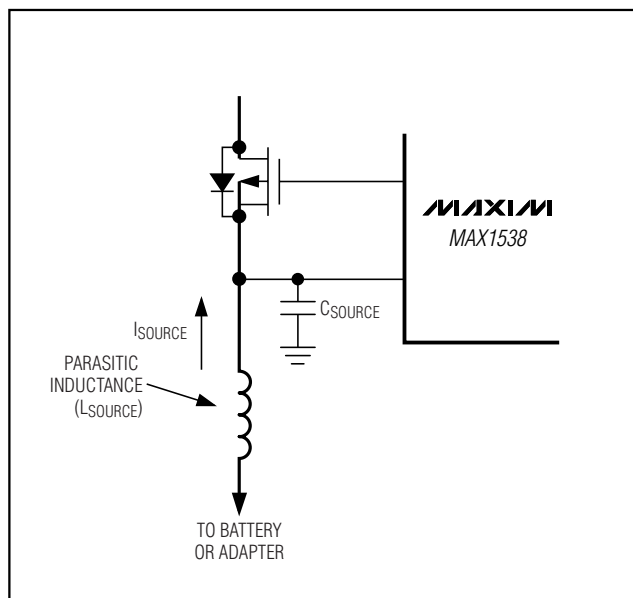 MAXIM
MAX1538
CSOURCE
ISOURCE
PARASITIC
INDUCTANCE
(LSOURCE)
TO BATTERY
OR ADAPTER